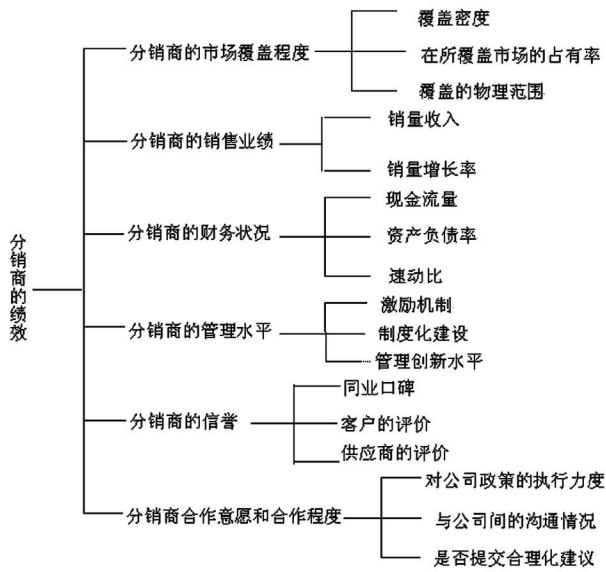 分销商的绩效
分销商的市场覆盖程度
覆盖密度
在所覆盖市场的占有率
覆盖的物理范围
分销商的销售业绩
销量收入
销量增长率
分销商的财务状况
现金流量
资产负债率
速动比
分销商的管理水平
激励机制
制度化建设
管理创新水平
分销商的信誉
同业口碑
客户的评价
供应商的评价
分销商合作意愿和合作程度
对公司政策的执行力度
与公司间的沟通情况
是否提交合理化建议